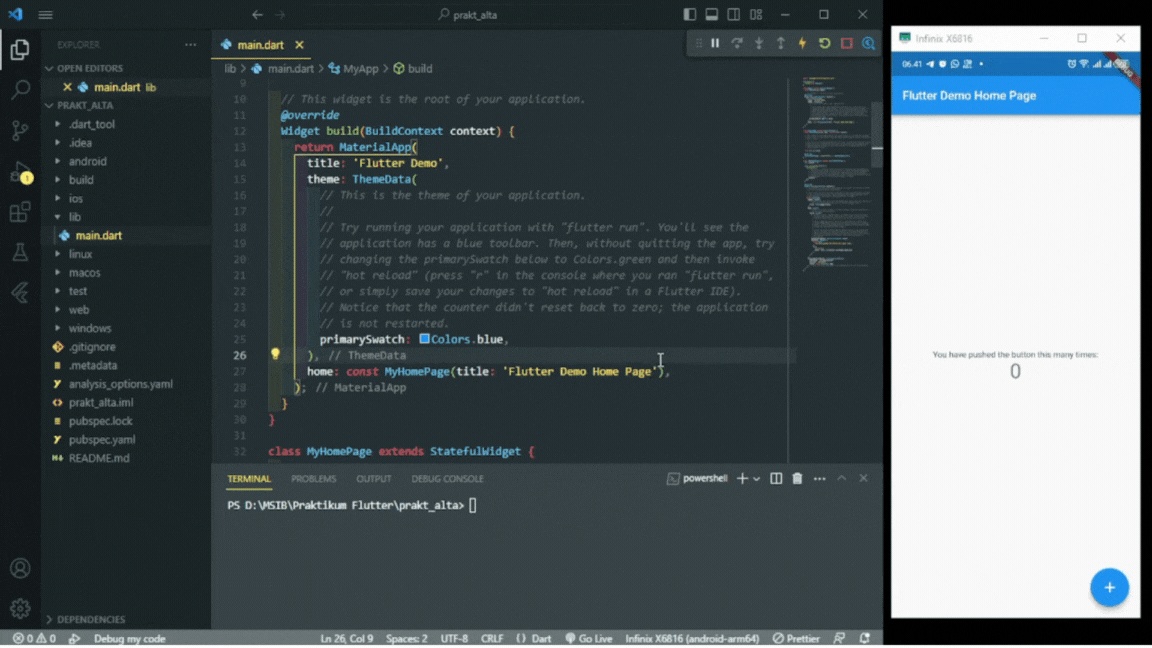 prakt_alta
EXPLORER
OPEN EDITORS
main.dart lib
PRAKT_ALTA
.dart_tool
.idea
android
build
ios
lib
main.dart
linux
macos
test
web
windows
.gitignore
.metadata
analysis_options.yaml
prakt_alta.iml
pubspec.lock
pubspec.yaml
README.md
DEPENDENCIES
main.dart
lib > main.dart > MyApp > build
9
10 // This widget is the root of your application.
11 @override
12 Widget build(BuildContext context) {
13 return MaterialApp(
14 title: 'Flutter Demo',
15 theme: ThemeData(
16 // This is the theme of your application.
17 //
18 // Try running your application with "flutter run". You'll see the
19 // application has a blue toolbar. Then, without quitting the app, try
20 // changing the primarySwatch below to Colors.green and then invoke
21 // "hot reload" (press "r" in the console where you ran "flutter run",
22 // or simply save your changes to "hot reload" in a Flutter IDE).
23 // Notice that the counter didn't reset back to zero; the application
24 // is not restarted.
25 primarySwatch: Colors.blue,
26 ), // ThemeData
27 home: const MyHomePage(title: 'Flutter Demo Home Page'),
28 ); // MaterialApp
29 }
30 }
31
32 class MyHomePage extends StatefulWidget {
TERMINAL PROBLEMS OUTPUT DEBUG CONSOLE powershell
PS D:\MSIB\Praktikum Flutter\prakt_alta>
0 0 Debug my code Ln 26, Col 9 Spaces: 2 UTF-8 CRLF {} Dart Go Live Infinix X6816 (android-arm64) Prettier
Infinix X6816
06.41
DEBUG
Flutter Demo Home Page
You have pushed the button this many times:
0